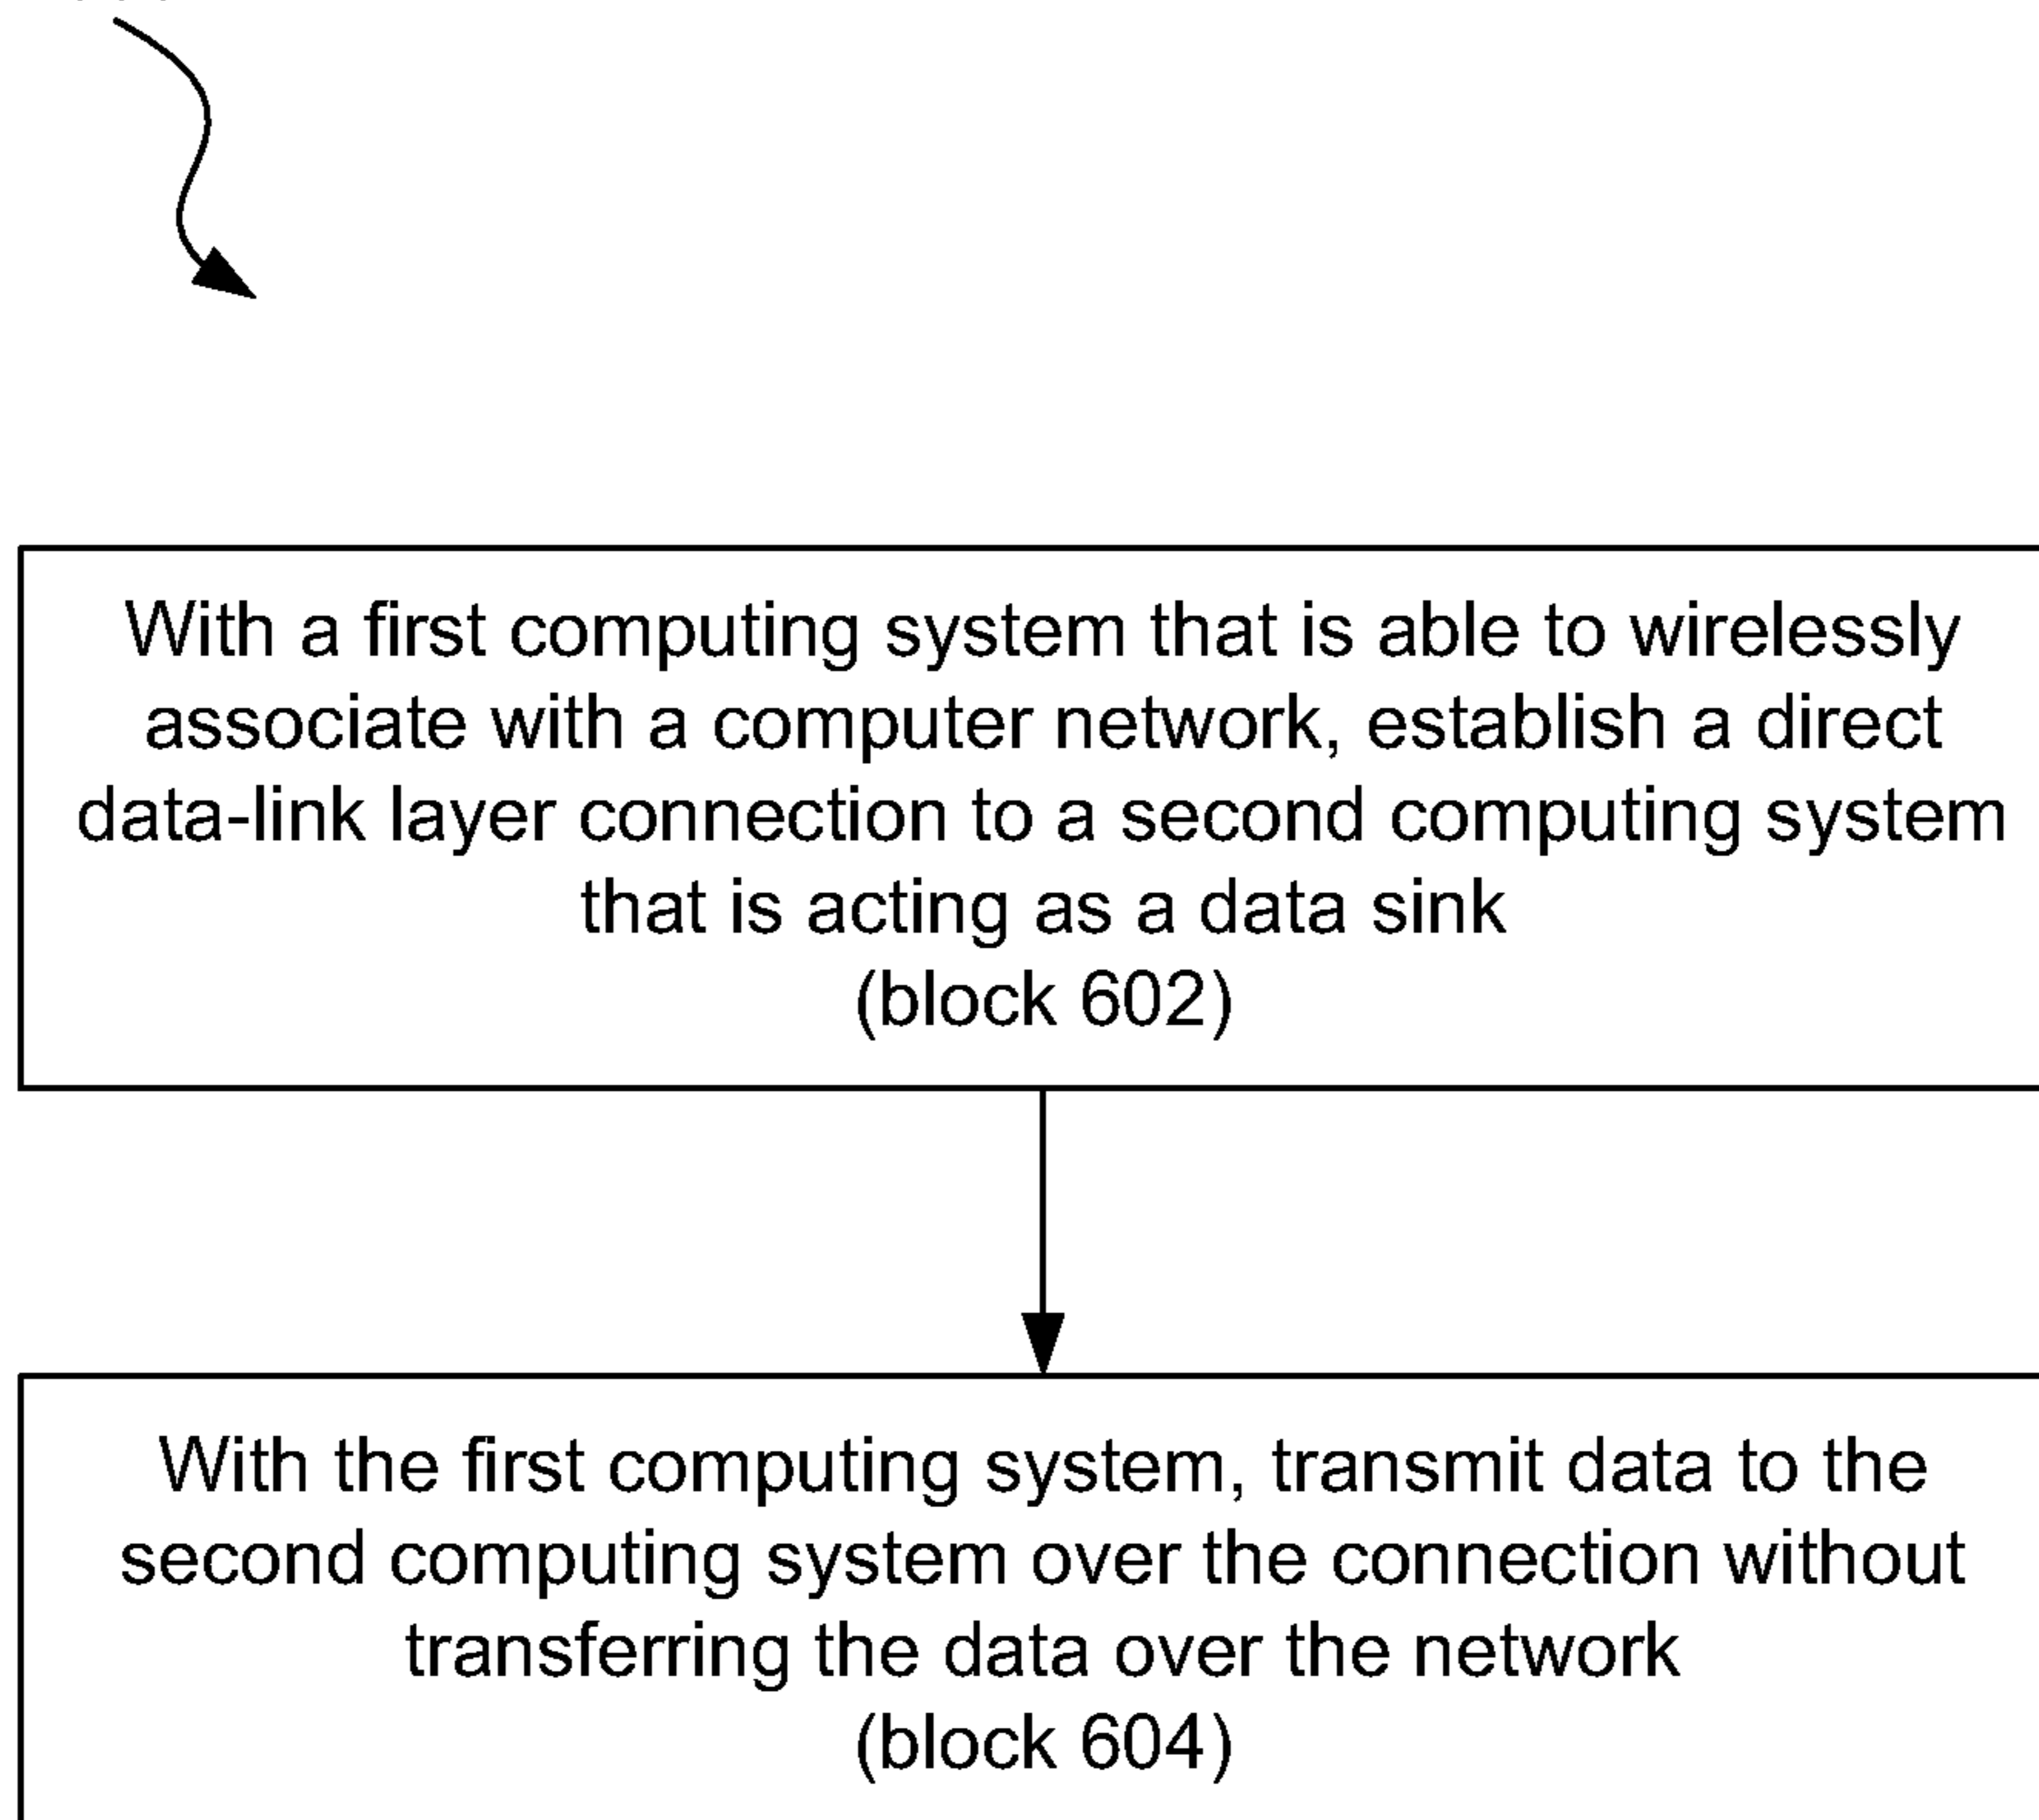 With a first computing system that is able to wirelessly
associate with a computer network, establish a direct
data-link layer connection to a second computing system
that is acting as a data sink
(block 602)
With the first computing system, transmit data to the
second computing system over the connection without
transferring the data over the network
(block 604)